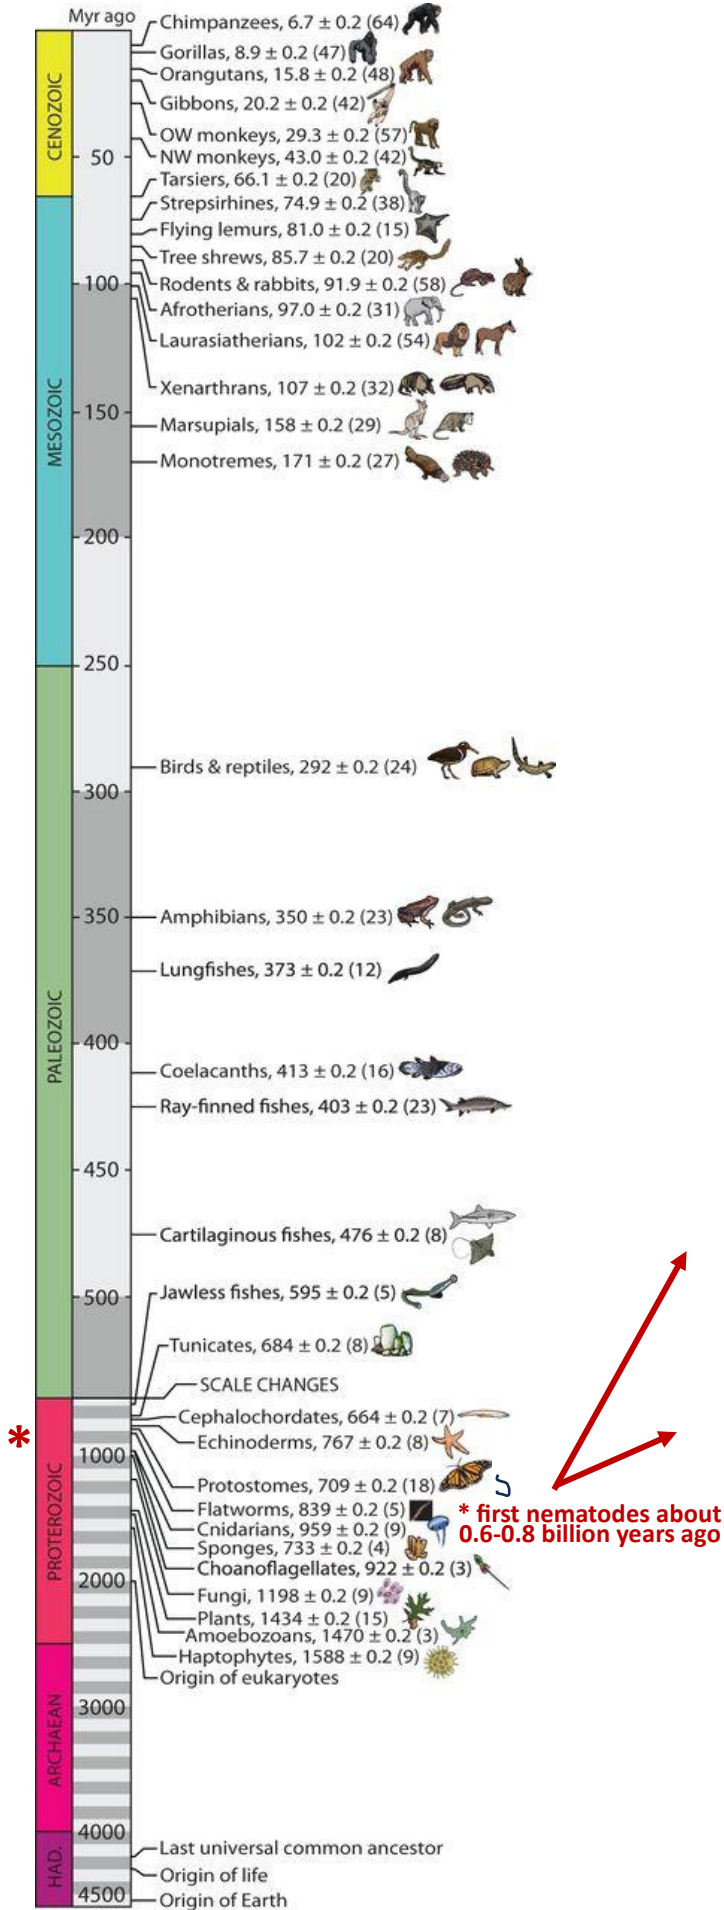 Myr ago
Chimpanzees, 6.7 ± 0.2 (64)
Gorillas, 8.9 ± 0.2 (47)
Orangutans, 15.8 ± 0.2 (48)
Gibbons, 20.2 ± 0.2 (42)
OW monkeys, 29.3 ± 0.2 (57)
CENOZOIC
50
NW monkeys, 43.0 ± 0.2 (42)
Tarsiers, 66.1 ± 0.2 (20)
Strepsirhines, 74.9 ± 0.2 (38)
Flying lemurs, 81.0 ± 0.2 (15)
Tree shrews, 85.7 ± 0.2 (20)
100
Rodents & rabbits, 91.9 ± 0.2 (58)
Afrotherians, 97.0 ± 0.2 (31)
Laurasiatherians, 102 ± 0.2 (54)
Xenarthrans, 107 ± 0.2 (32)
MESOZOIC
150
Marsupials, 158 ± 0.2 (29)
Monotremes, 171 ± 0.2 (27)
200
250
Birds & reptiles, 292 ± 0.2 (24)
300
350
Amphibians, 350 ± 0.2 (23)
Lungfishes, 373 ± 0.2 (12)
PALEOZOIC
400
Coelacanths, 413 ± 0.2 (16)
Ray-finned fishes, 403 ± 0.2 (23)
450
Cartilaginous fishes, 476 ± 0.2 (8)
500
Jawless fishes, 595 ± 0.2 (5)
Tunicates, 684 ± 0.2 (8)
SCALE CHANGES
Cephalochordates, 664 ± 0.2 (7)
*
Echinoderms, 767 ± 0.2 (8)
1000
Protostomes, 709 ± 0.2 (18)
Flatworms, 839 ± 0.2 (5)
Cnidarians, 959 ± 0.2 (9)
* first nematodes about
0.6-0.8 billion years ago
Sponges, 733 ± 0.2 (4)
PROTEROZOIC
Choanoflagellates, 922 ± 0.2 (3)
2000
Fungi, 1198 ± 0.2 (9)
Plants, 1434 ± 0.2 (15)
Amoebozoans, 1470 ± 0.2 (3)
Haptophytes, 1588 ± 0.2 (9)
Origin of eukaryotes
3000
ARCHAEAN
4000
Last universal common ancestor
HAD.
Origin of life
4500
Origin of Earth